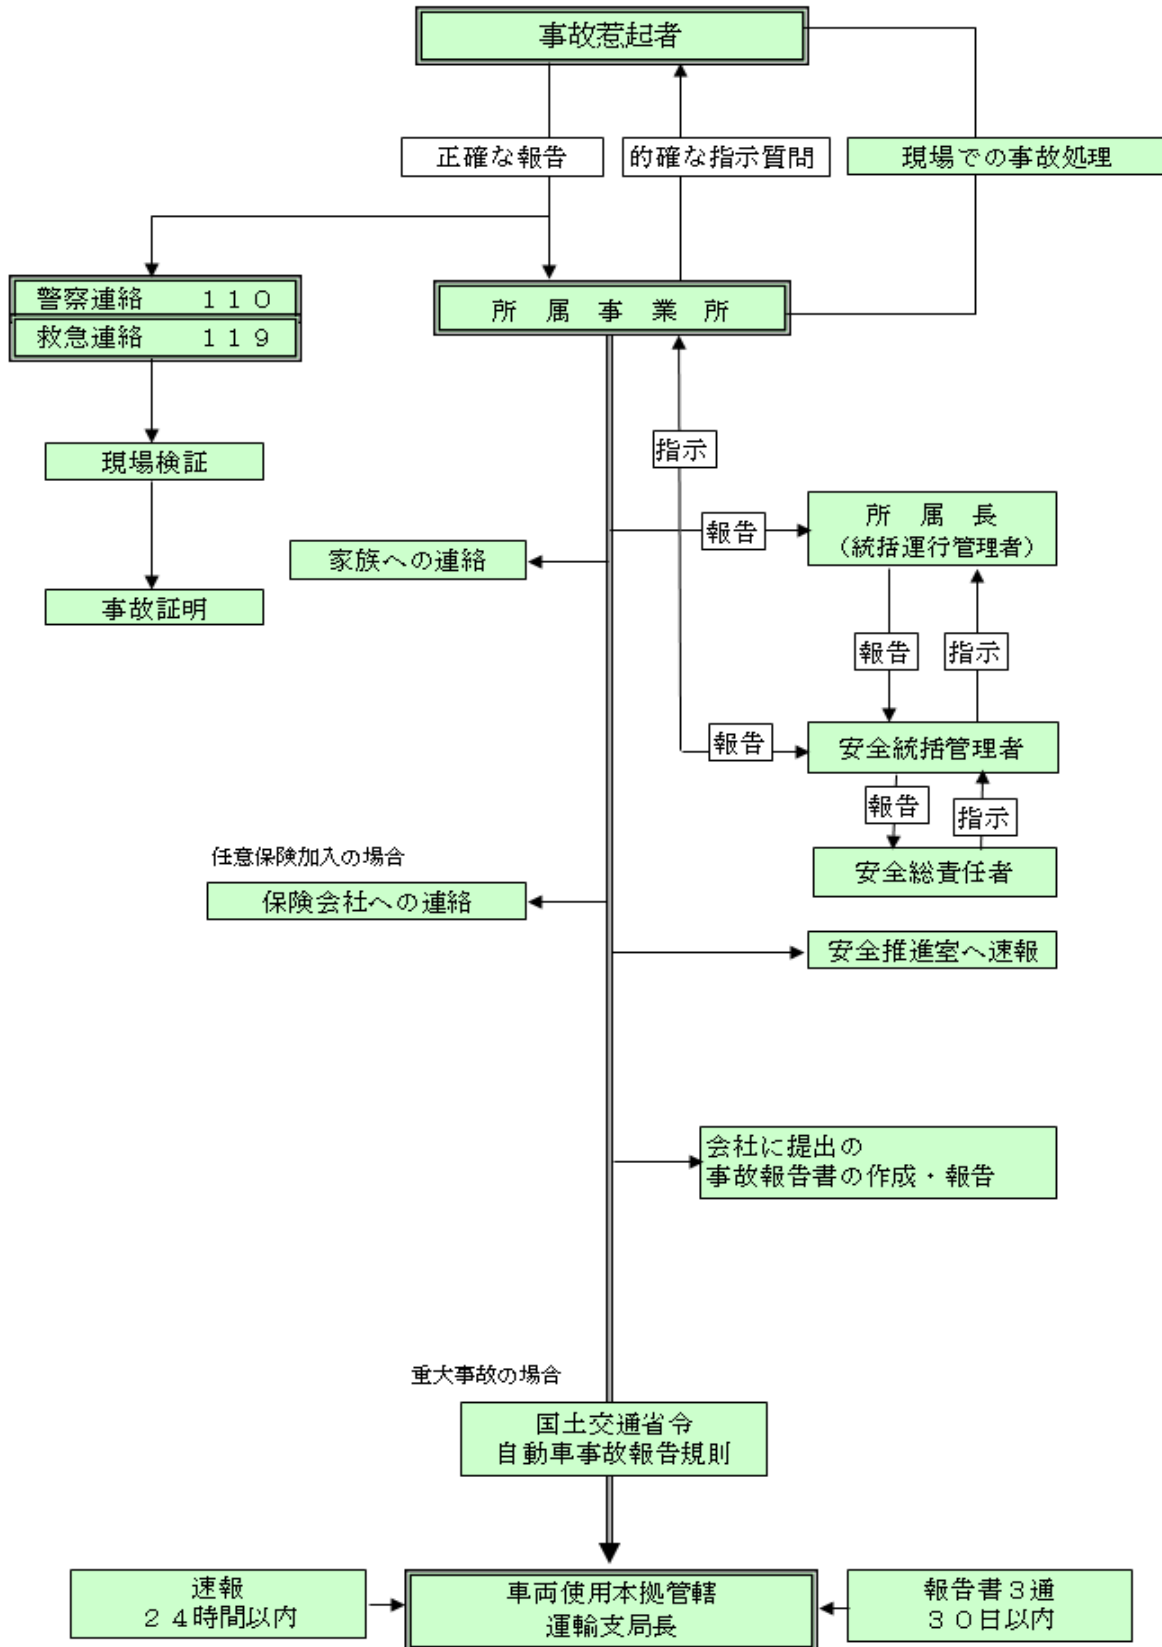 事故惹起者
正確な報告
的確な指示質問
現場での事故処理
警察連絡　　１１０
救急連絡　　１１９
所　属　事　業　所
現場検証
指示
所　属　長
（統括運行管理者）
報告
家族への連絡
事故証明
報告
指示
報告
安全統括管理者
報告
指示
任意保険加入の場合
安全総責任者
保険会社への連絡
安全推進室へ速報
会社に提出の
事故報告書の作成・報告
重大事故の場合
国土交通省令
自動車事故報告規則
速報
２４時間以内
車両使用本拠管轄
運輸支局長
報告書３通
３０日以内